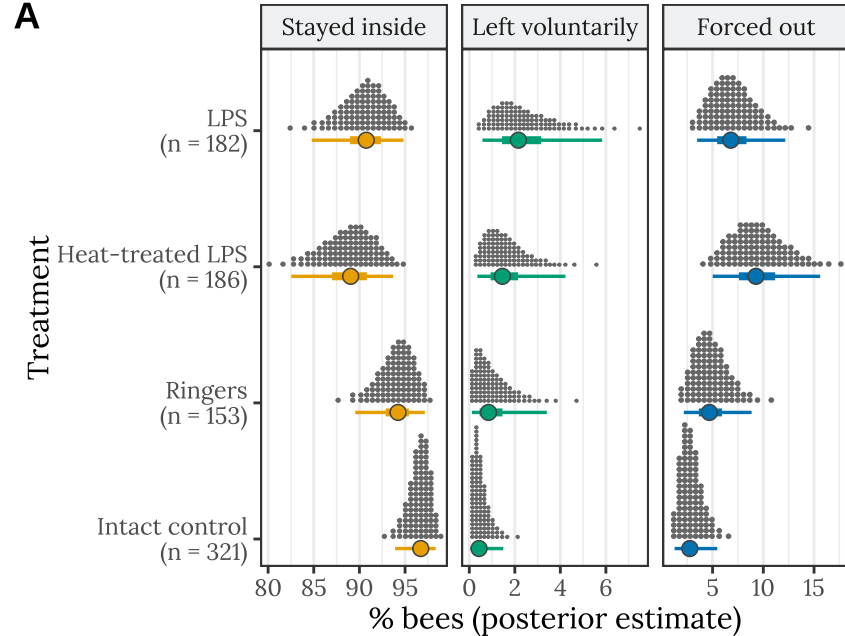 A
Stayed inside
Left voluntarily
Forced out
Treatment
LPS
(n = 182)
Heat-treated LPS
(n = 186)
Ringers
(n = 153)
Intact control
(n = 321)
80 85 90 95
0 2 4 6
5 10 15
% bees (posterior estimate)